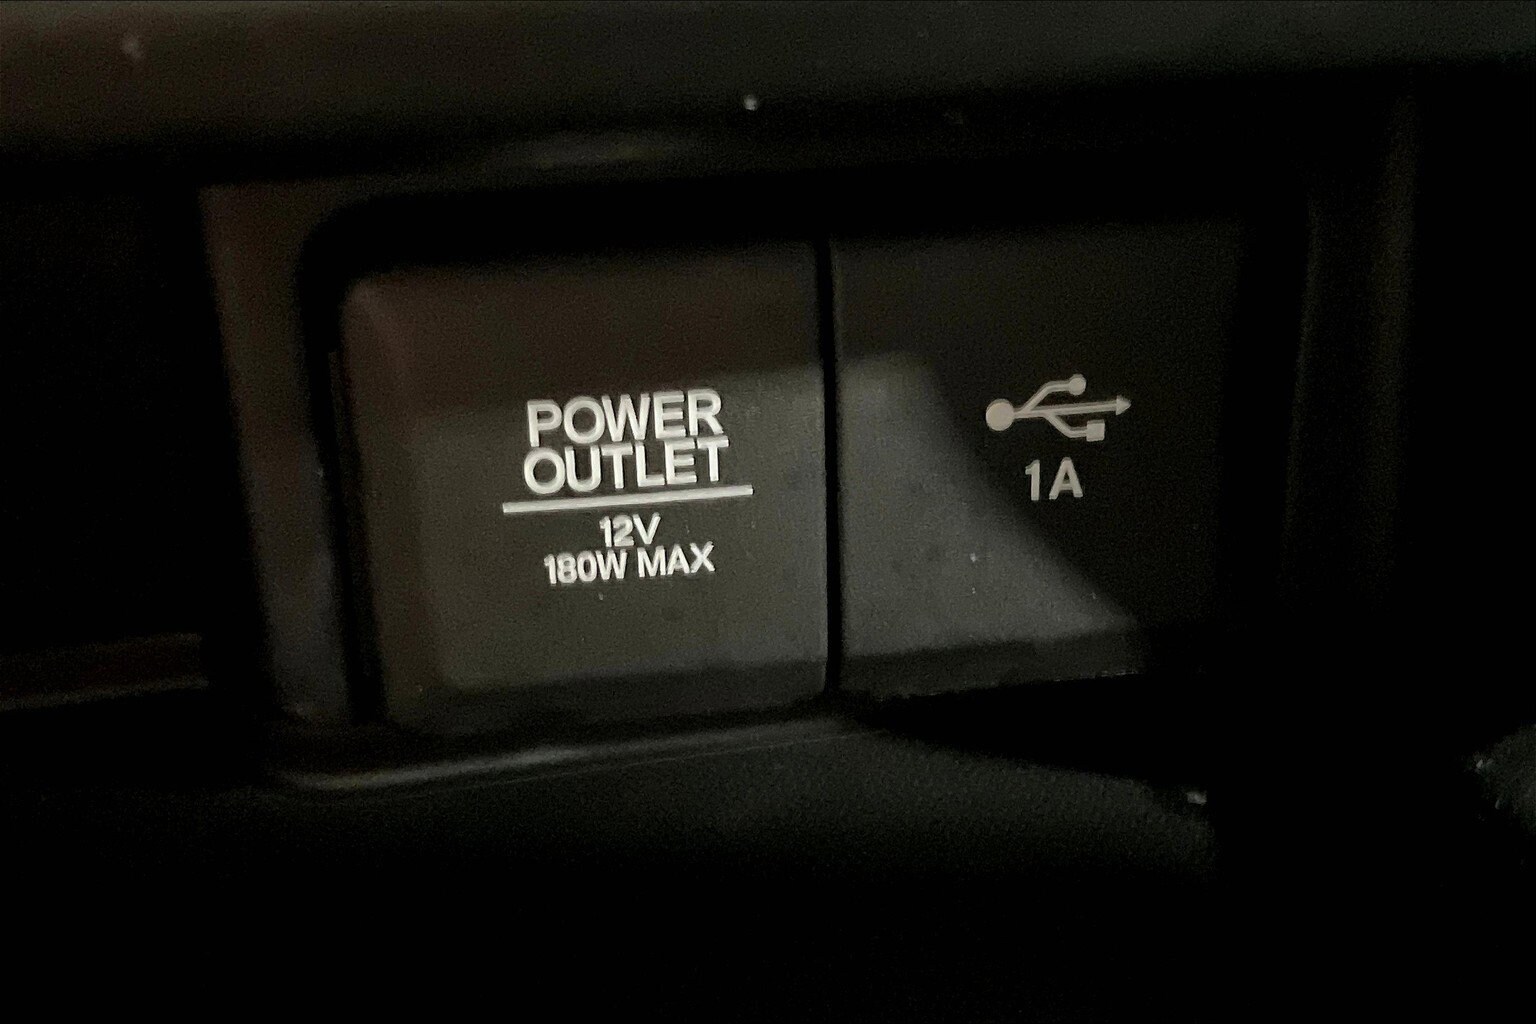 POWER
OUTLET
12V
180W MAX
1A